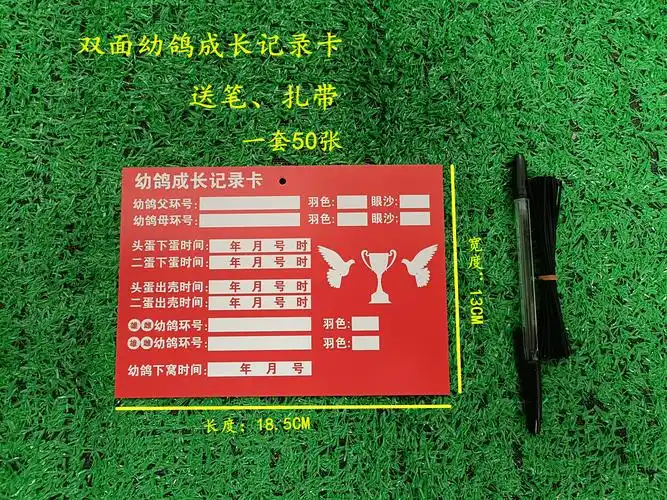 双面幼鸽成长记录卡
送笔、扎带
一套50张
幼鸽成长记录卡
幼鸽父环号: 羽色: 眼沙:
幼鸽母环号: 羽色: 眼沙:
头蛋下蛋时间: 年 月 号 时
二蛋下蛋时间: 年 月 号 时
头蛋出壳时间: 年 月 号 时
二蛋出壳时间: 年 月 号 时
雄 雌 幼鸽环号: 羽色:
雄 雌 幼鸽环号: 羽色:
幼鸽下窝时间: 年 月 号
宽度: 13CM
长度: 18.5CM